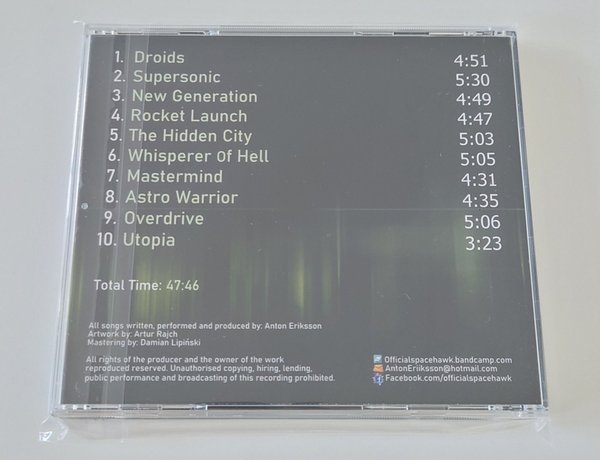 1. Droids 4:51
2. Supersonic 5:30
3. New Generation 4:49
4. Rocket Launch 4:47
5. The Hidden City 5:03
6. Whisperer Of Hell 5:05
7. Mastermind 4:31
8. Astro Warrior 4:35
9. Overdrive 5:06
10. Utopia 3:23
Total Time: 47:46
All songs written, performed and produced by: Anton Eriksson
Artwork by: Artur Rajch
Mastering by: Damian Lipiński
All rights of the producer and the owner of the work
reproduced reserved. Unauthorised copying, hiring, lending,
public performance and broadcasting of this recording prohibited.
Officialspacehawk.bandcamp.com
AntonEriiksson@hotmail.com
Facebook.com/officialspacehawk